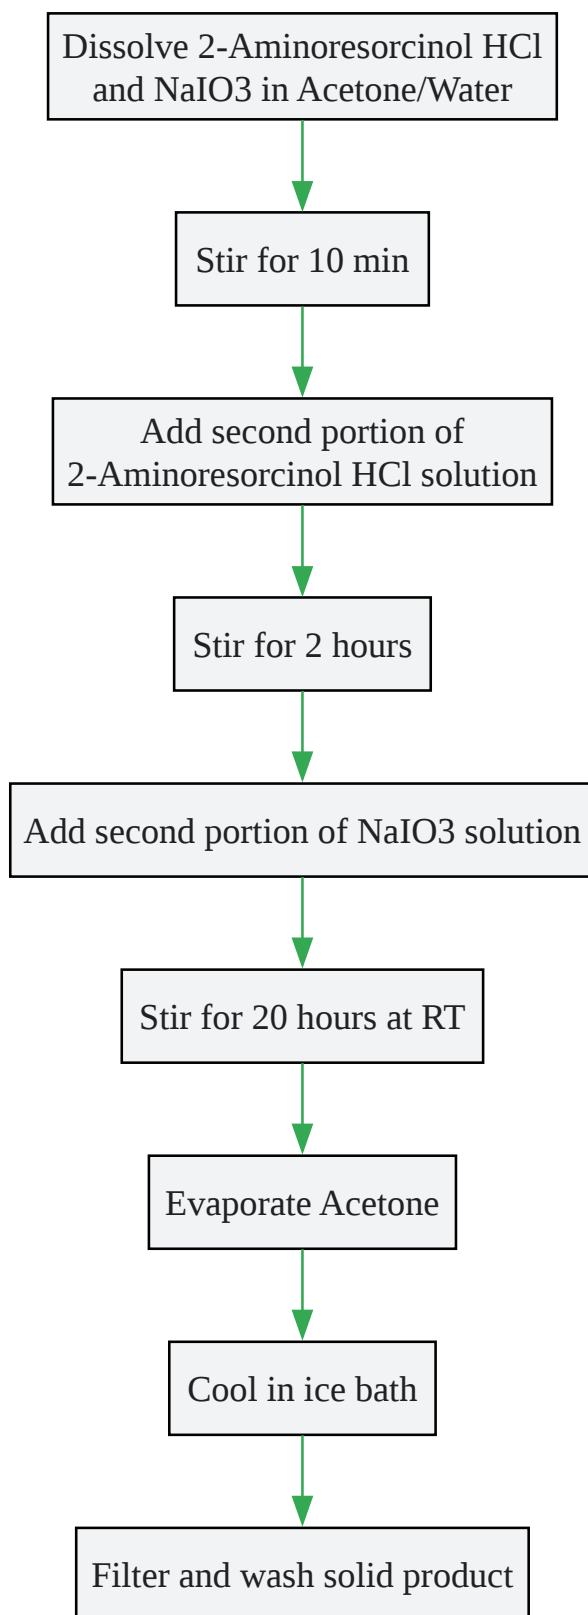 Dissolve 2-Aminoresorcinol HCl
and NaIO3 in Acetone/Water
Stir for 10 min
Add second portion of
2-Aminoresorcinol HCl solution
Stir for 2 hours
Add second portion of NaIO3 solution
Stir for 20 hours at RT
Evaporate Acetone
Cool in ice bath
Filter and wash solid product